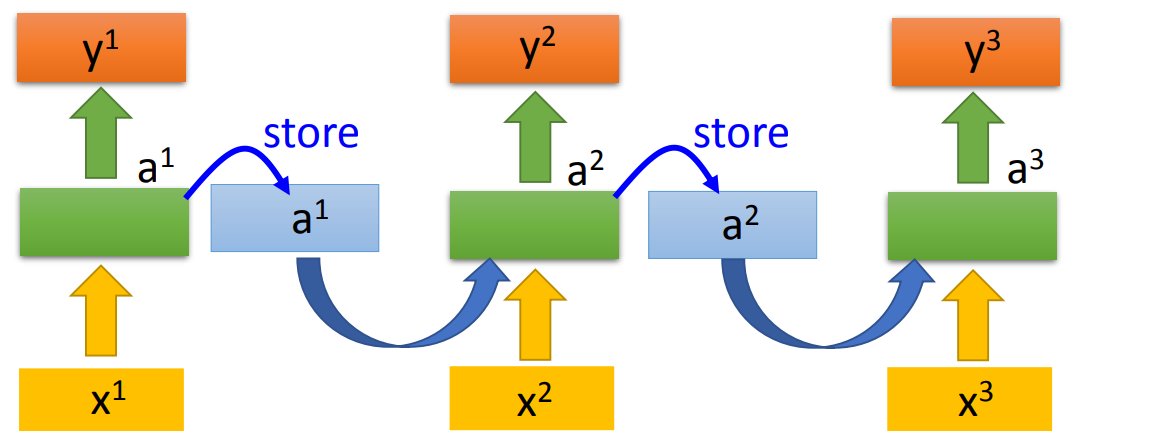 y¹ y² y³
store store
a¹ a² a³
a¹ a²
x¹ x² x³